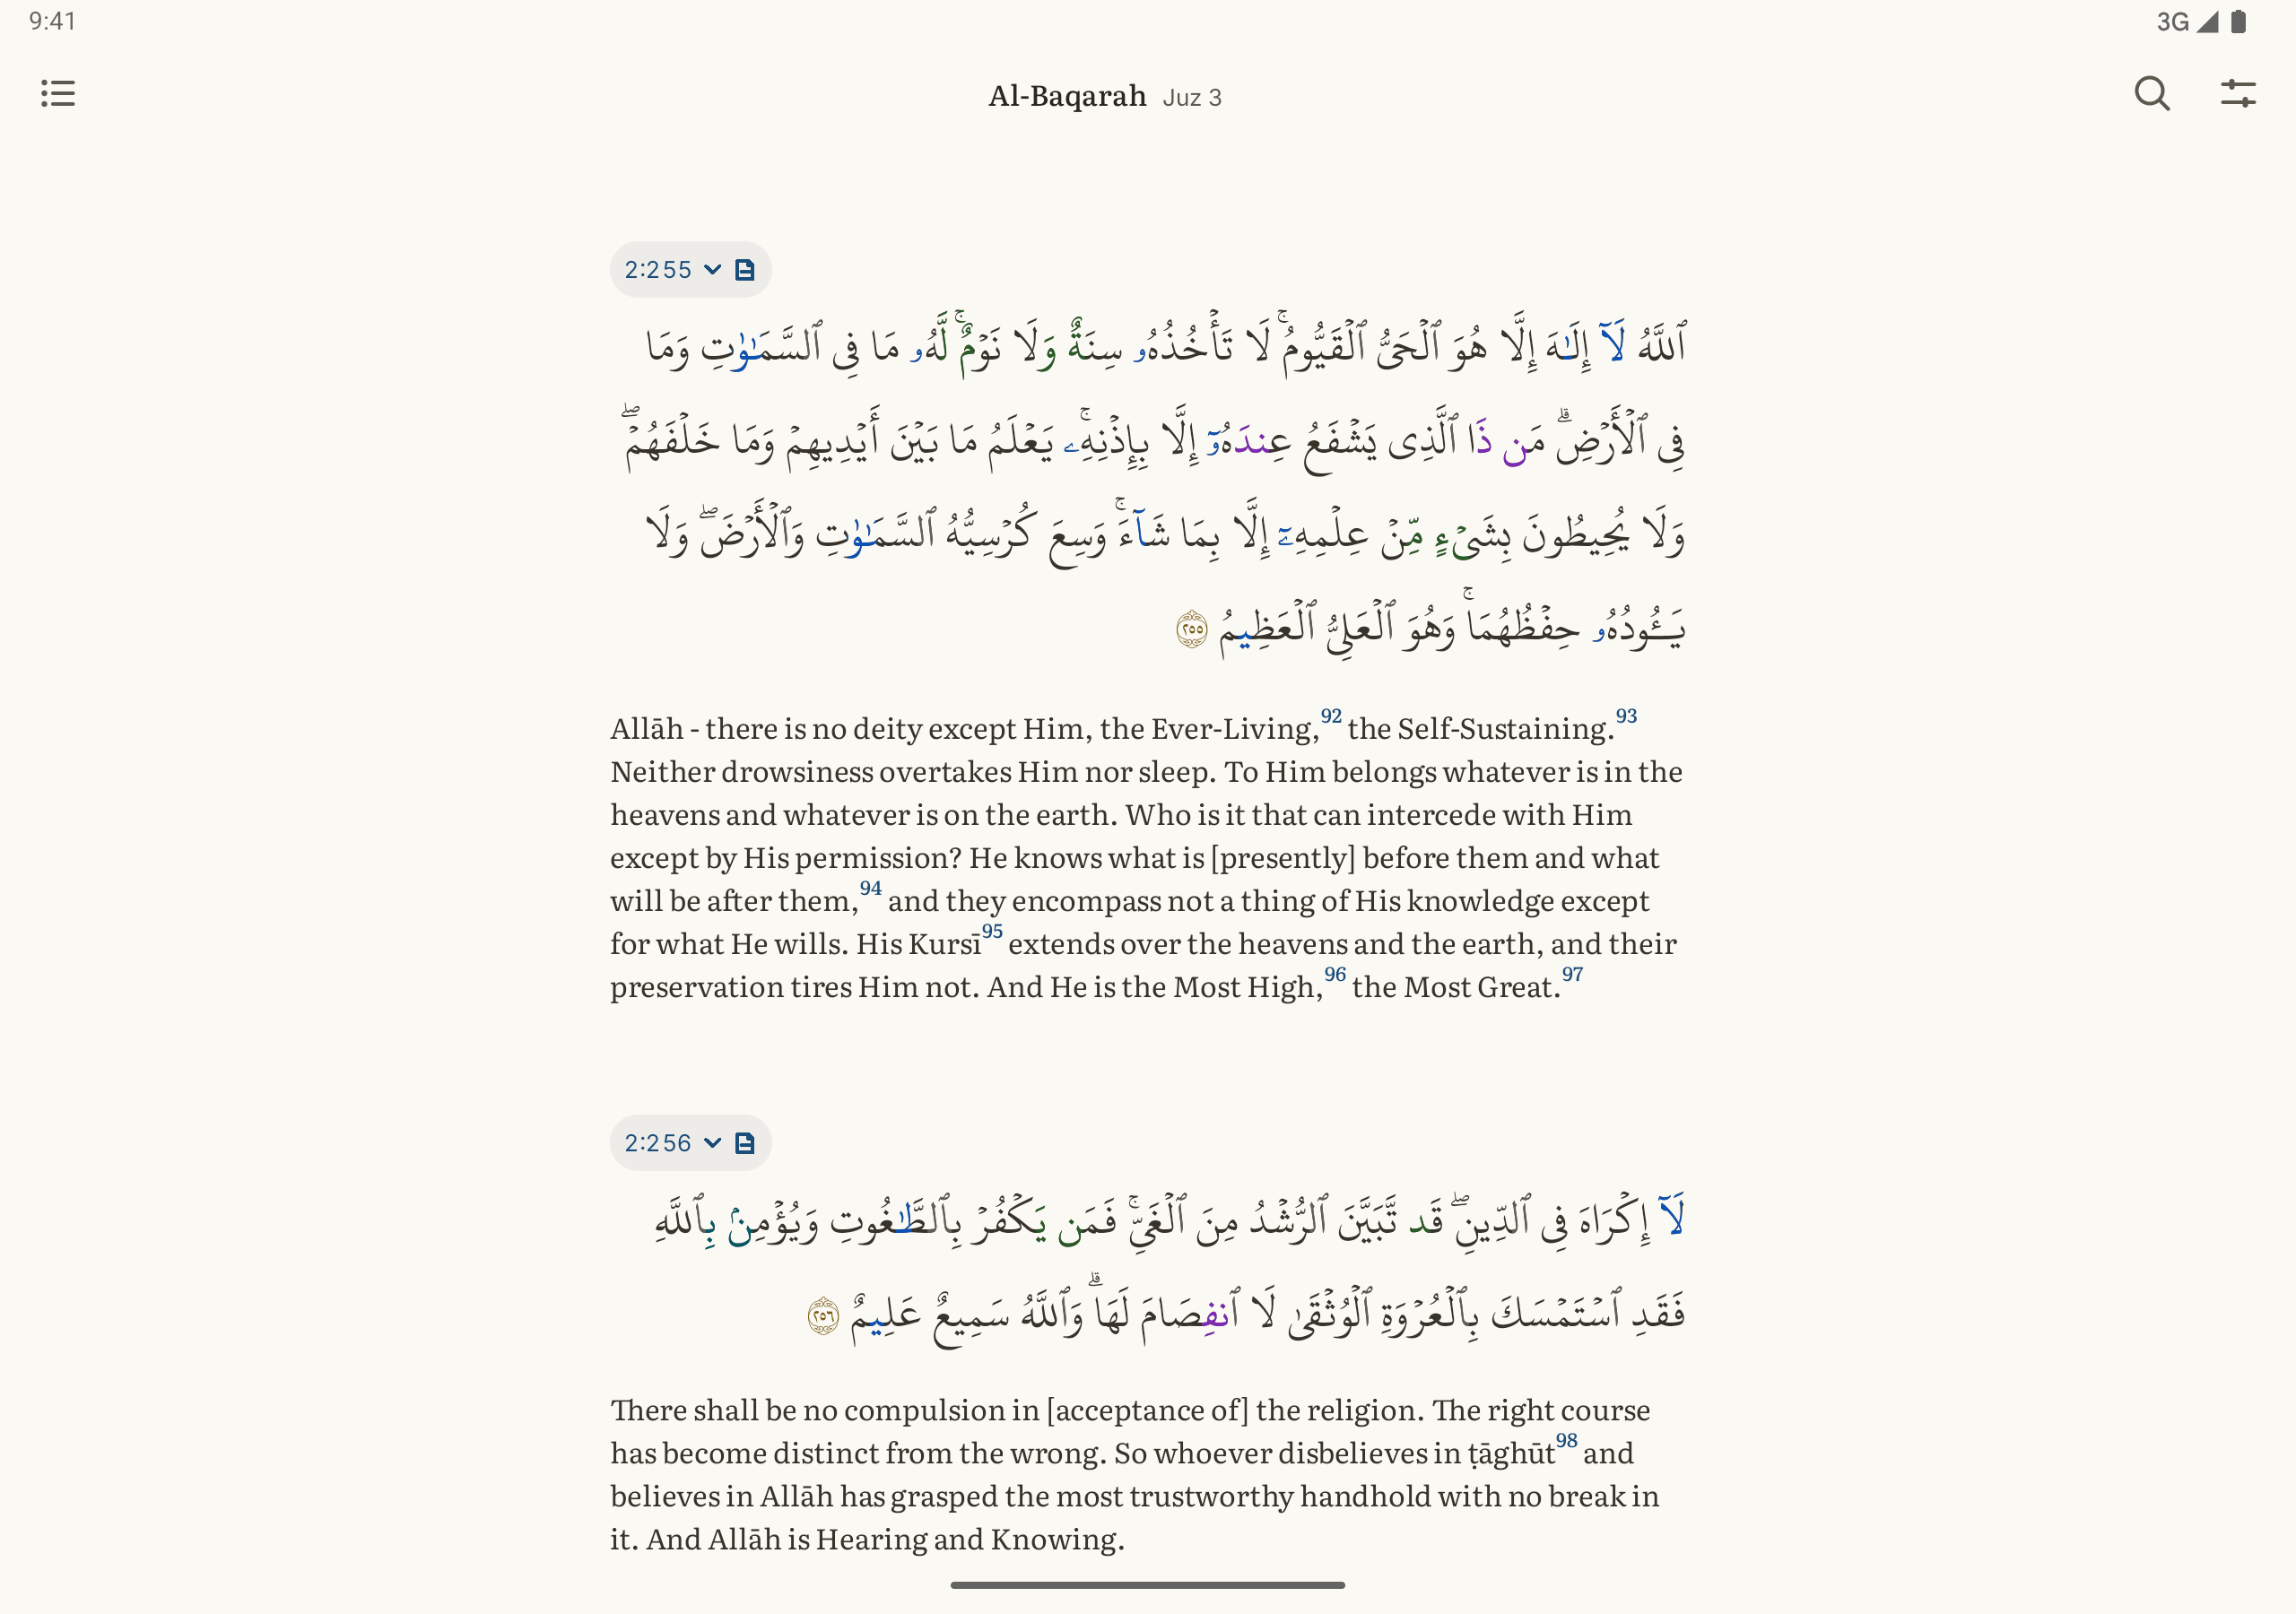 9:41
3G
Al-Baqarah Juz 3
2:255
ٱللَّهُ لَآ إِلَـٰهَ إِلَّا هُوَ ٱلْحَىُّ ٱلْقَيُّومُ ۚ لَا تَأْخُذُهُۥ سِنَةٌ وَلَا نَوْمٌ ۚ لَّهُۥ مَا فِى ٱلسَّمَـٰوَٰتِ وَمَا
فِى ٱلْأَرْضِ ۗ مَن ذَا ٱلَّذِى يَشْفَعُ عِندَهُۥٓ إِلَّا بِإِذْنِهِۦ ۚ يَعْلَمُ مَا بَيْنَ أَيْدِيهِمْ وَمَا خَلْفَهُمْ ۖ
وَلَا يُحِيطُونَ بِشَىْءٍ مِّنْ عِلْمِهِۦٓ إِلَّا بِمَا شَآءَ ۚ وَسِعَ كُرْسِيُّهُ ٱلسَّمَـٰوَٰتِ وَٱلْأَرْضَ ۖ وَلَا
يَـُٔودُهُۥ حِفْظُهُمَا ۚ وَهُوَ ٱلْعَلِىُّ ٱلْعَظِيمُ ٢٥٥
Allāh - there is no deity except Him, the Ever-Living,92 the Self-Sustaining.93
Neither drowsiness overtakes Him nor sleep. To Him belongs whatever is in the
heavens and whatever is on the earth. Who is it that can intercede with Him
except by His permission? He knows what is [presently] before them and what
will be after them,94 and they encompass not a thing of His knowledge except
for what He wills. His Kursī95 extends over the heavens and the earth, and their
preservation tires Him not. And He is the Most High,96 the Most Great.97
2:256
لَآ إِكْرَاهَ فِى ٱلدِّينِ ۖ قَد تَّبَيَّنَ ٱلرُّشْدُ مِنَ ٱلْغَىِّ ۚ فَمَن يَكْفُرْ بِٱلطَّـٰغُوتِ وَيُؤْمِنۢ بِٱللَّهِ
فَقَدِ ٱسْتَمْسَكَ بِٱلْعُرْوَةِ ٱلْوُثْقَىٰ لَا ٱنفِصَامَ لَهَا ۗ وَٱللَّهُ سَمِيعٌ عَلِيمٌ ٢٥٦
There shall be no compulsion in [acceptance of] the religion. The right course
has become distinct from the wrong. So whoever disbelieves in ṭāghūt98 and
believes in Allāh has grasped the most trustworthy handhold with no break in
it. And Allāh is Hearing and Knowing.